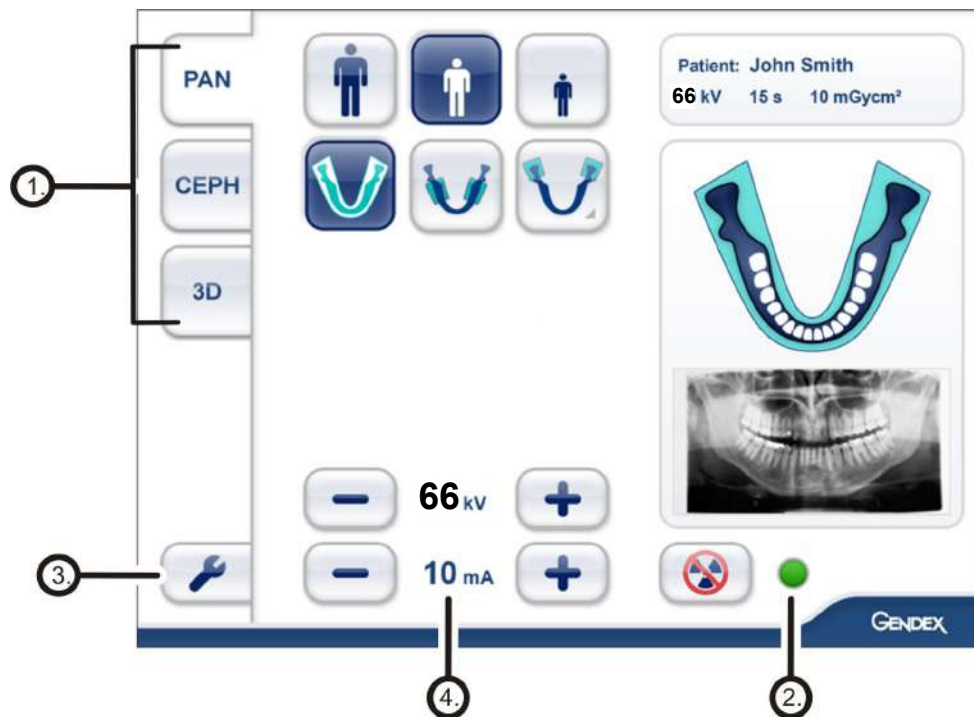 PAN
CEPH
3D
Patient: John Smith
66 kV 15 s 10 mGycm²
66 kV
10 mA
GENDEX
1.
3.
4.
2.